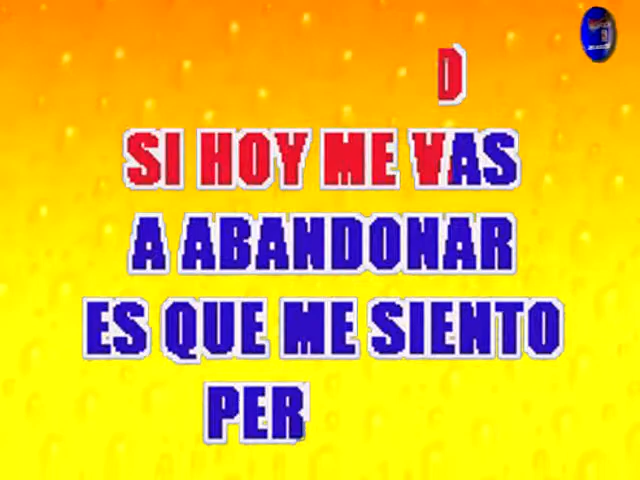 D
SI HOY ME VAS
A ABANDONAR
ES QUE ME SIENTO
PER